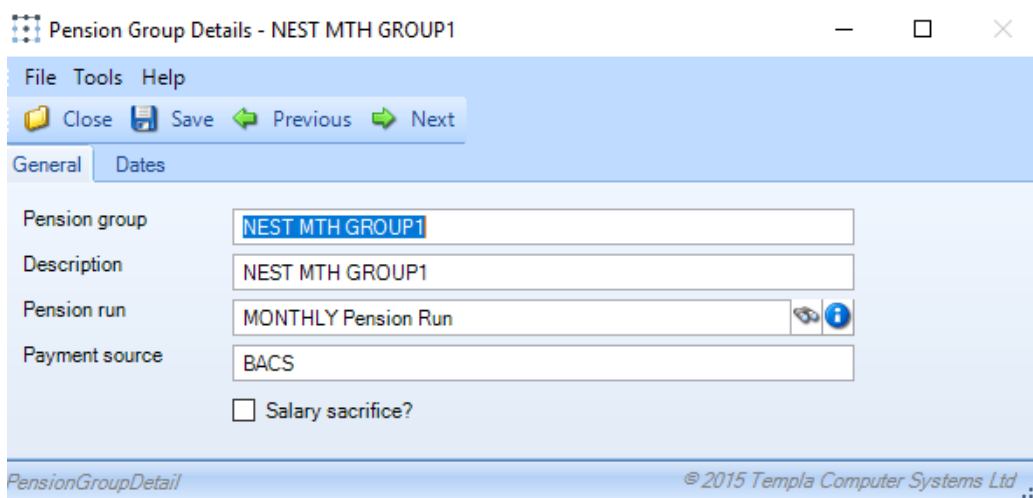 Pension Group Details - NEST MTH GROUP1
File Tools Help
Close Save Previous Next
General Dates
Pension group NEST MTH GROUP1
Description NEST MTH GROUP1
Pension run MONTHLY Pension Run
Payment source BACS
Salary sacrifice?
PensionGroupDetail © 2015 Templa Computer Systems Ltd